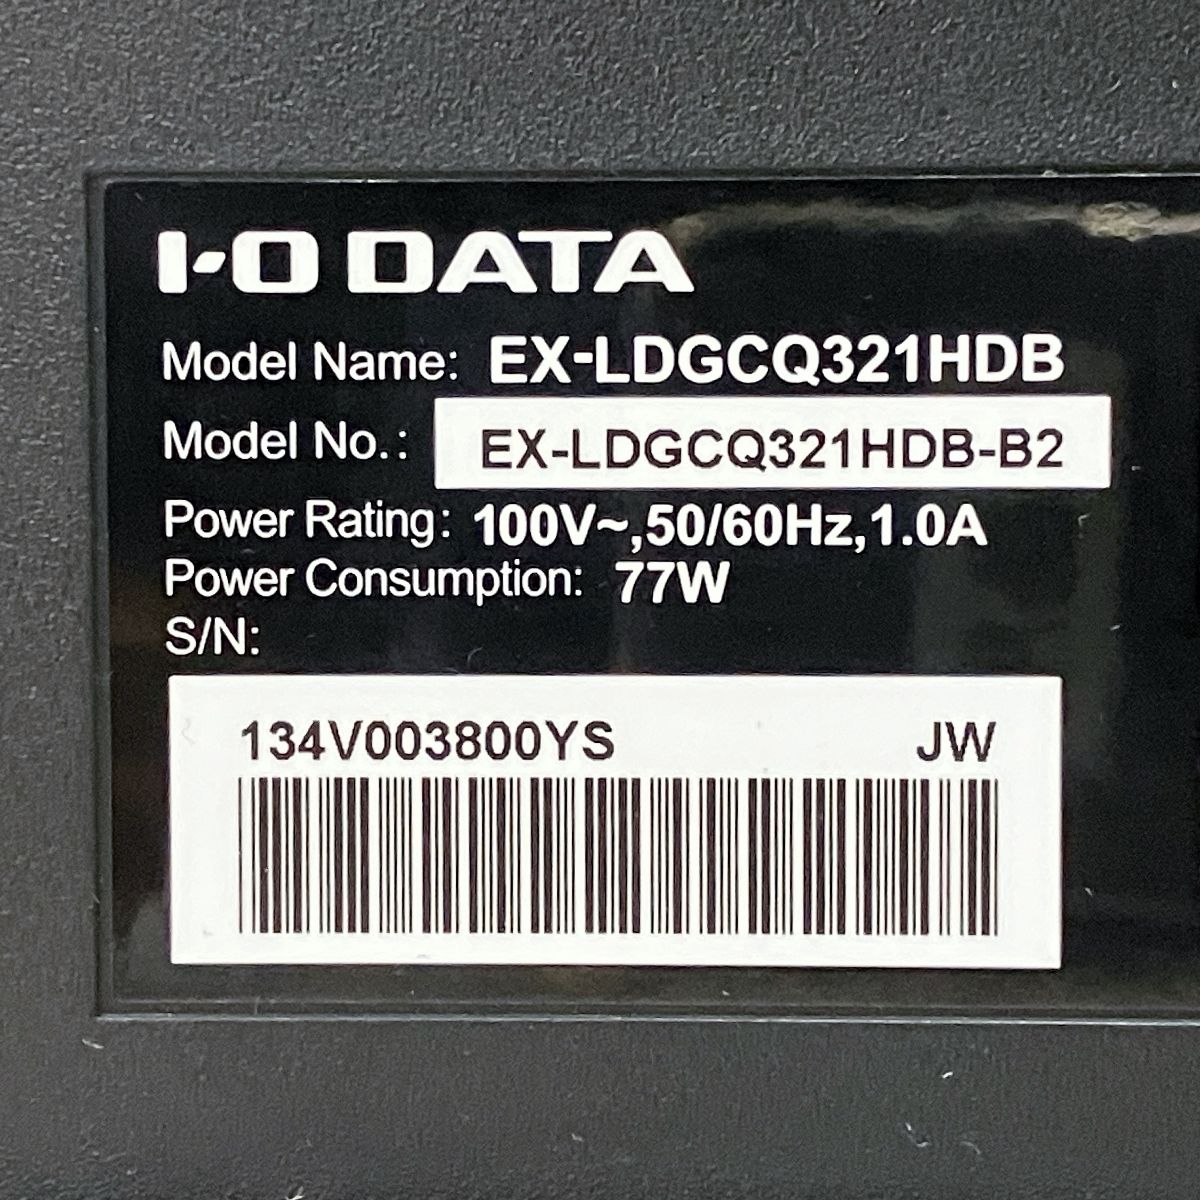 I-O DATA
Model Name: EX-LDGCQ321HDB
Model No.: EX-LDGCQ321HDB-B2
Power Rating: 100V~,50/60Hz,1.0A
Power Consumption: 77W
S/N:
134V003800YS JW